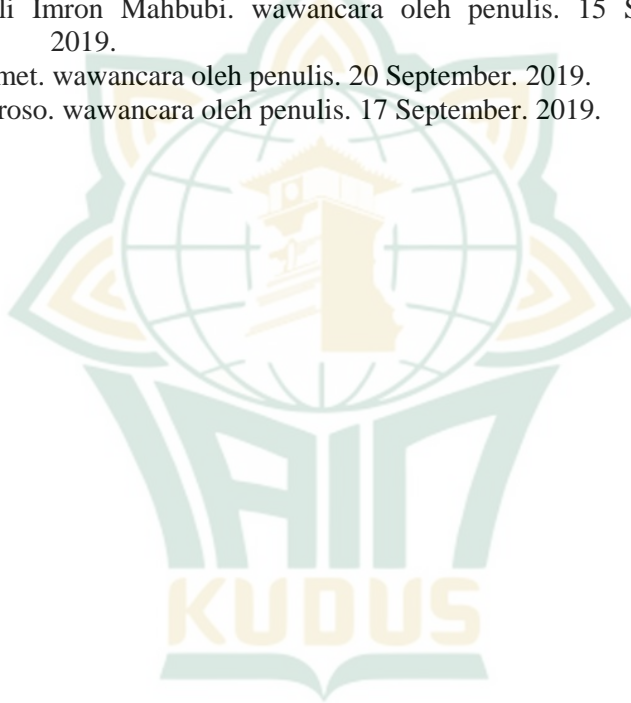 li Imron Mahbubi. wawancara oleh penulis. 15 S
2019.
met. wawancara oleh penulis. 20 September. 2019.
roso. wawancara oleh penulis. 17 September. 2019.
IAIN
KUDUS